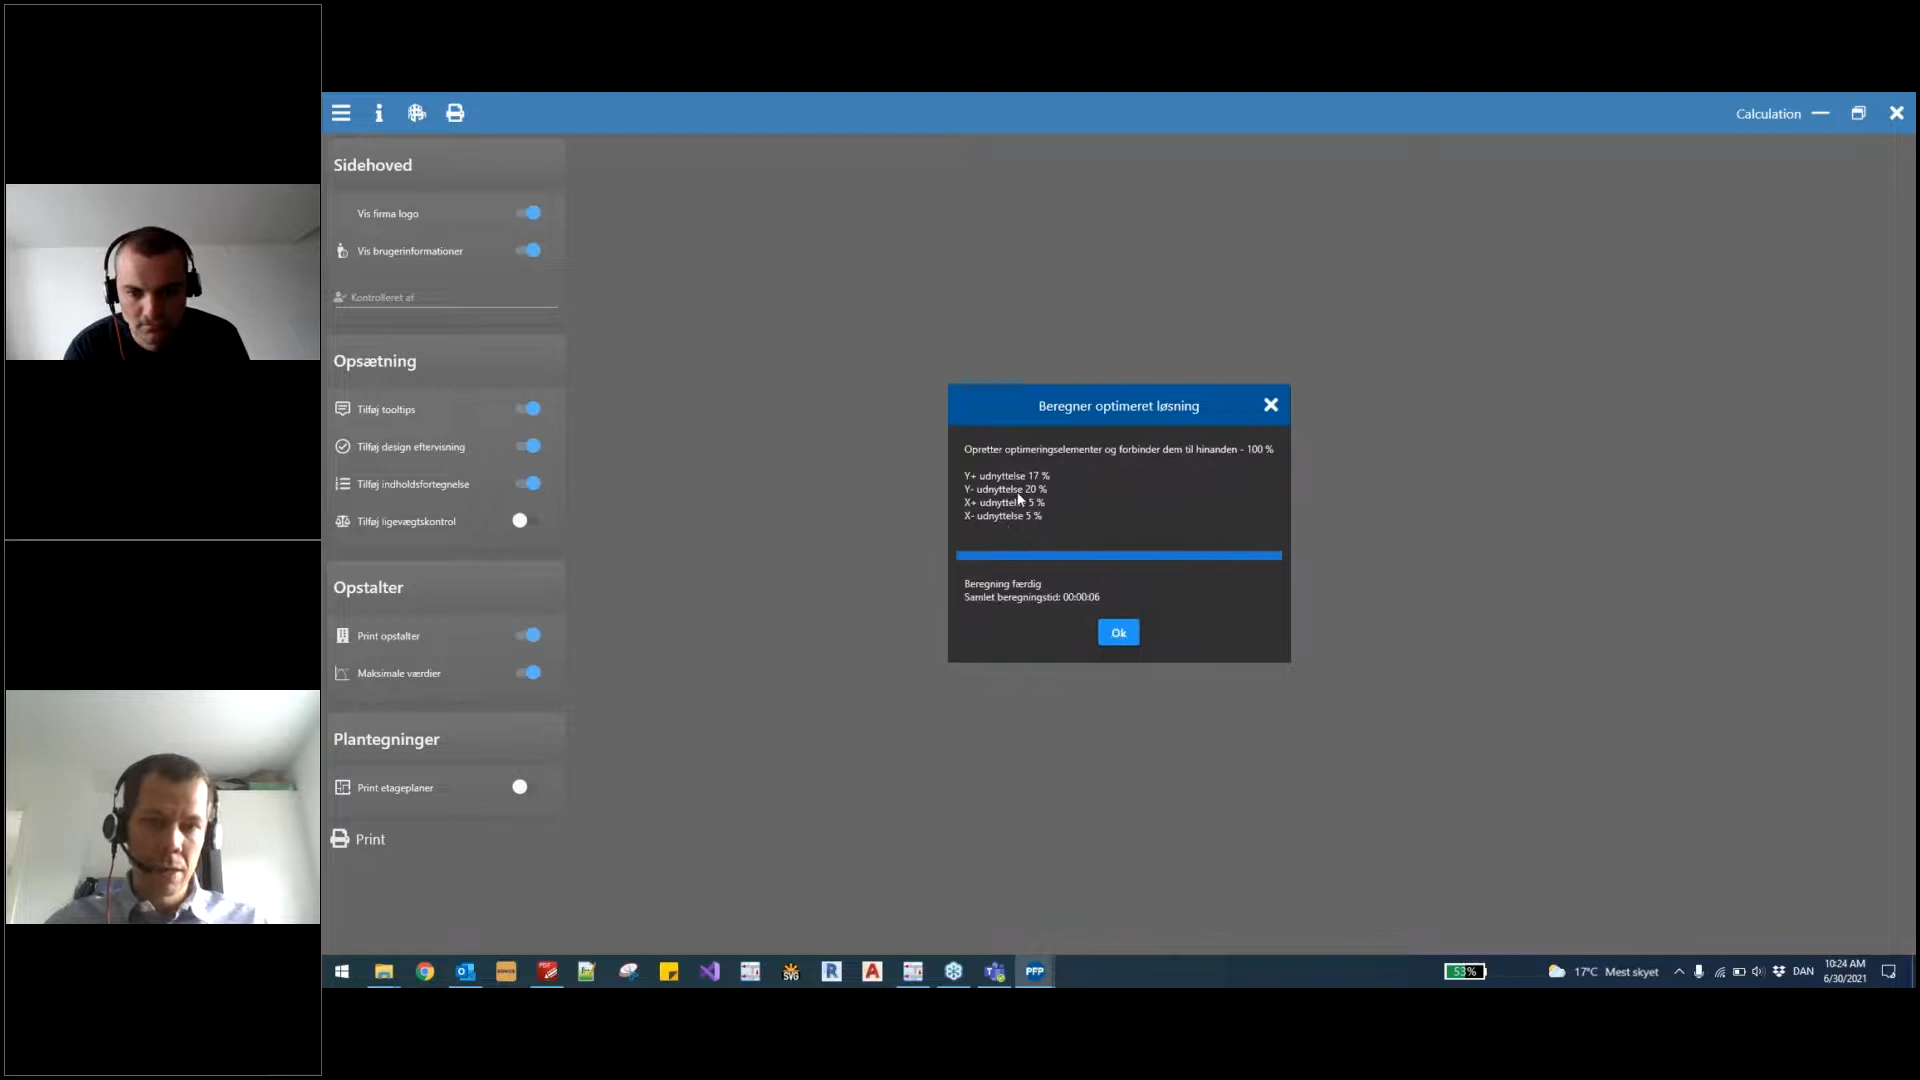 Calculation
Sidehoved
Vis firma logo
Vis brugerinformationer
Kontrolleret af
Opsætning
Tilføj tooltips
Tilføj design eftervisning
Tilføj indholdsfortegnelse
Tilføj ligevægtskontrol
Opstalter
Print opstalter
Maksimale værdier
Plantegninger
Print etageplaner
Print
Beregner optimeret løsning
Opretter optimeringselementer og forbinder dem til hinanden - 100 %
Y+ udnyttelse 17 %
Y- udnyttelse 20 %
X+ udnyttelse 5 %
X- udnyttelse 5 %
Beregning færdig
Samlet beregningstid: 00:00:06
Ok
PDF
SVG
R
A
PFP
53%
17°C Mest skyet
DAN
10:24 AM
6/30/2021